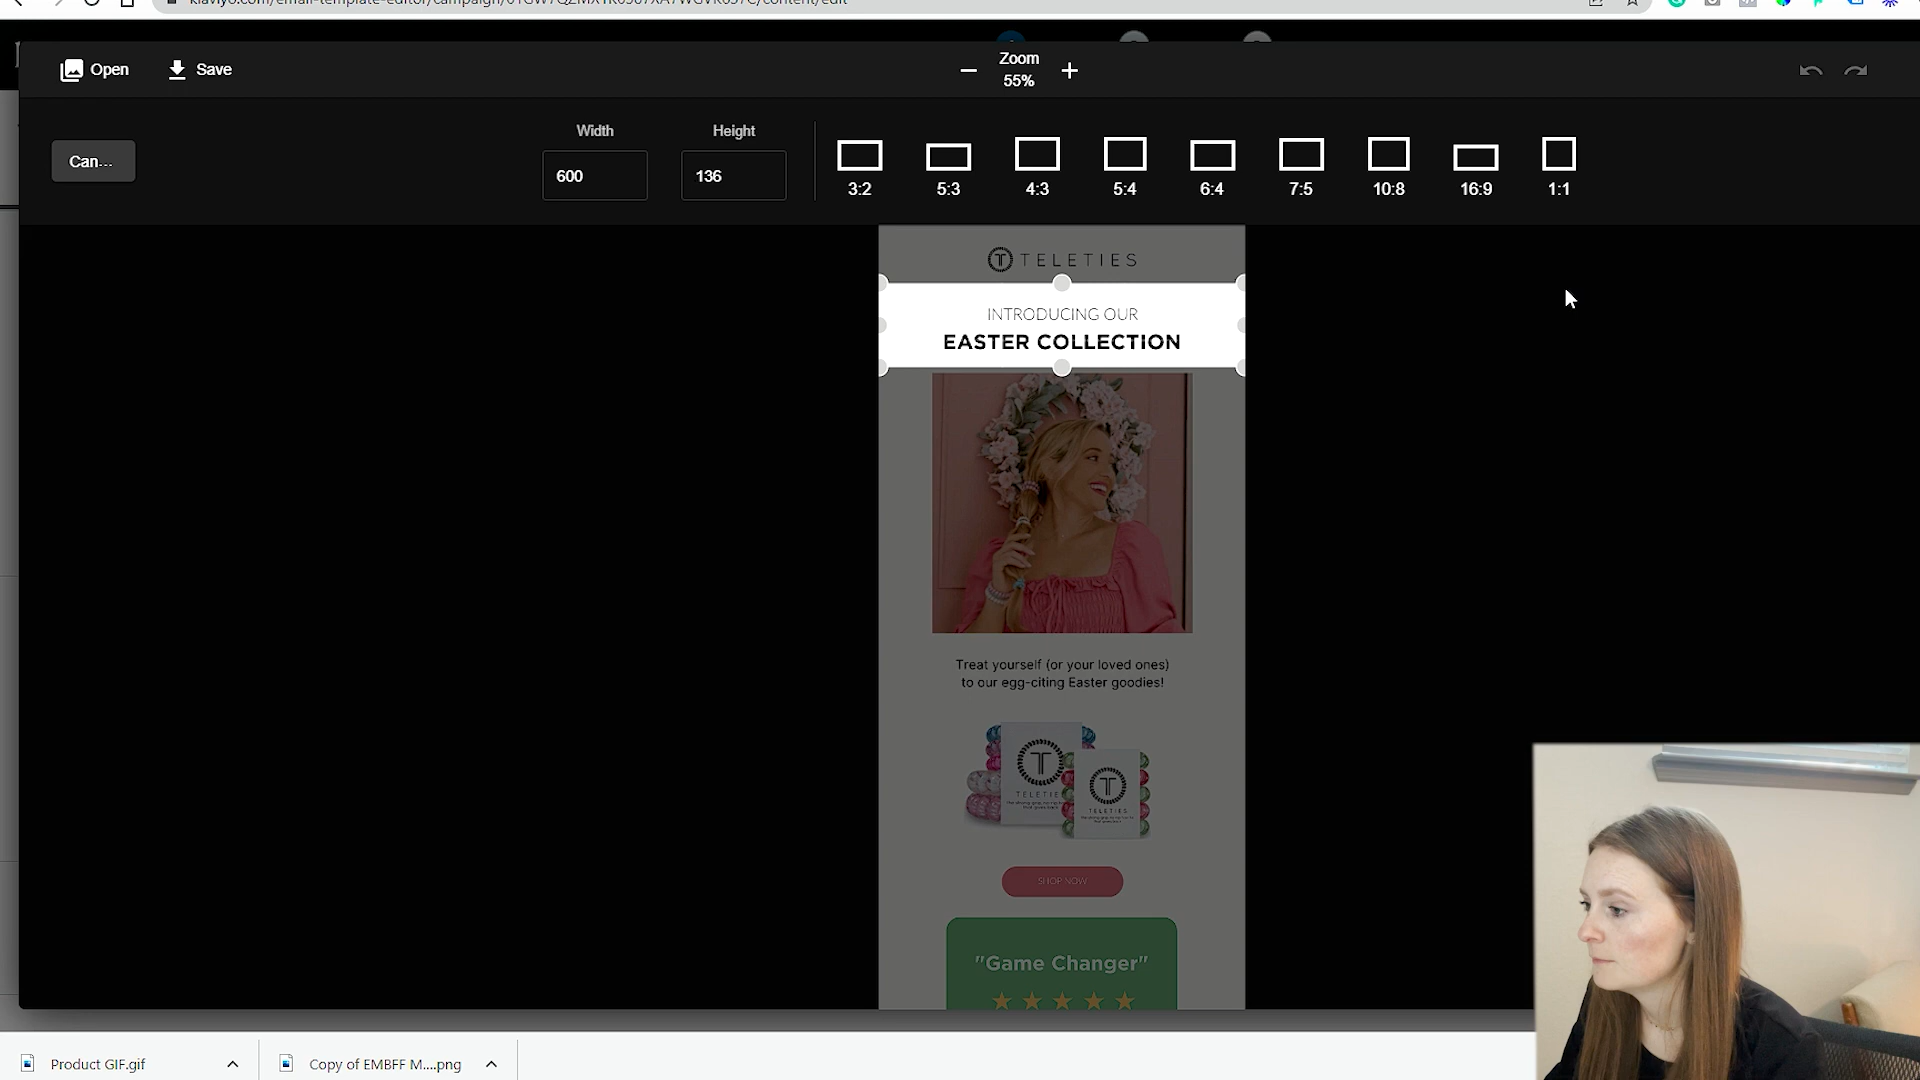 Open
Save
Zoom
55%
Can...
Width
Height
600
136
3:2
5:3
4:3
5:4
6:4
7:5
10:8
16:9
1:1
TELETIES
INTRODUCING OUR
EASTER COLLECTION
Treat yourself (or your loved ones)
to our egg-citing Easter goodies!
TELETIES
TELETIES
SHOP NOW
"Game Changer"
Product GIF.gif
Copy of EMBFF M....png